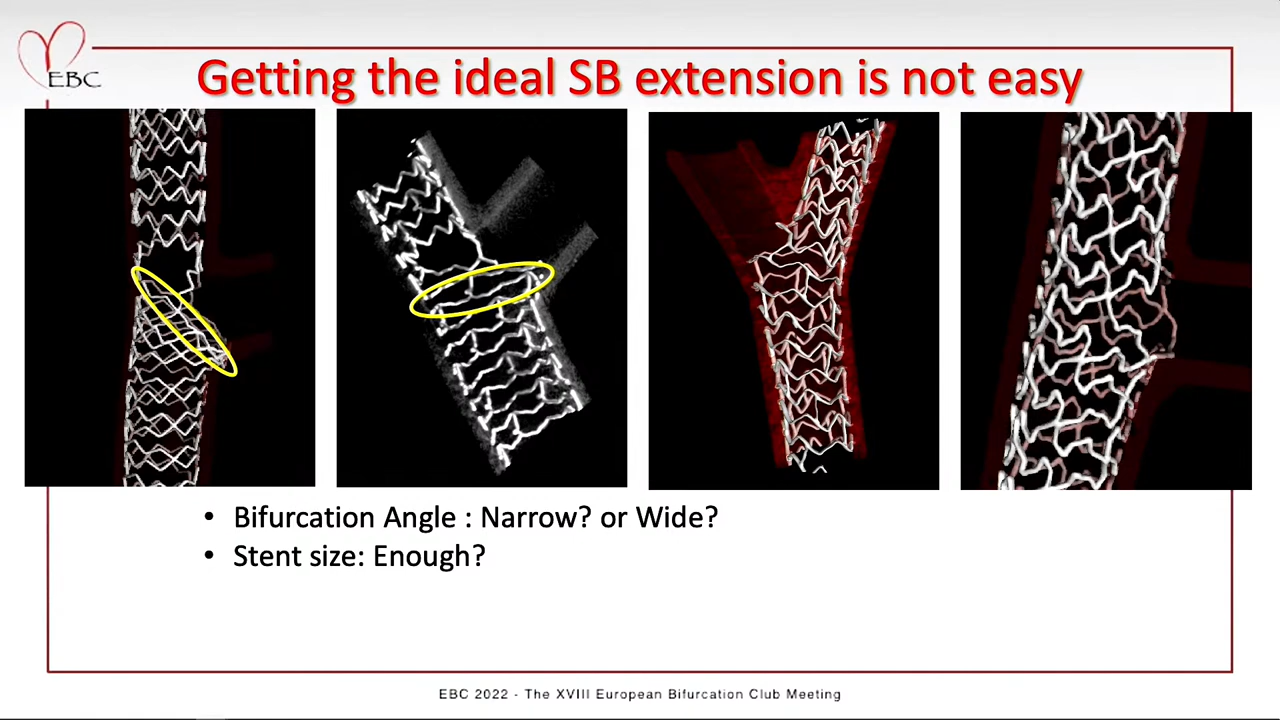 EBC
Getting the ideal SB extension is not easy
• Bifurcation Angle : Narrow? or Wide?
• Stent size: Enough?
EBC 2022 - The XVIII European Bifurcation Club Meeting